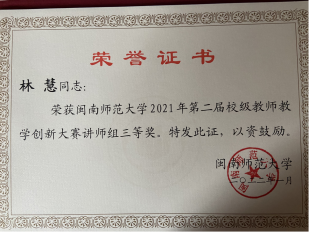 荣誉证书
林 慧同志：
荣获闽南师范大学2021年第二届校级教师教
学创新大赛讲师组三等奖。特发此证，以资鼓励。
闽南师范大学